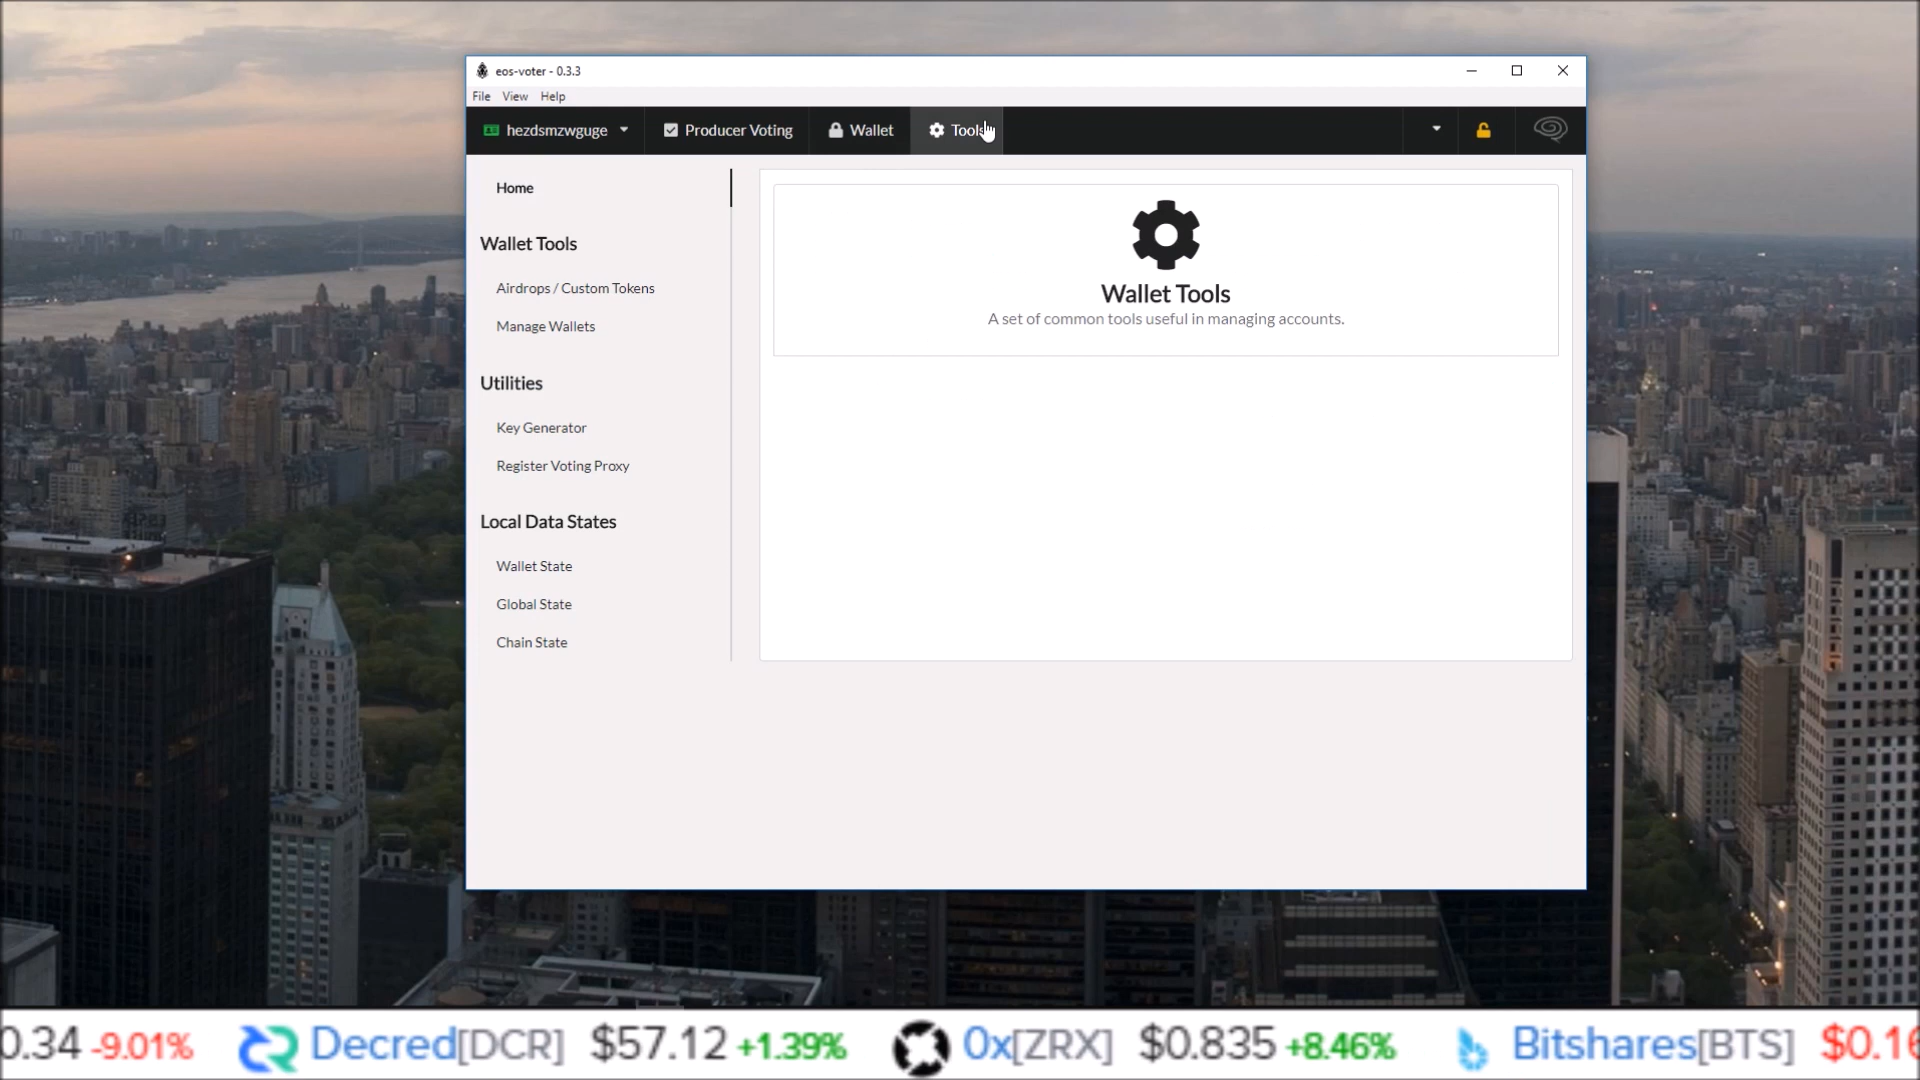 eos-voter - 0.3.3
File View Help
hezdsmzwguge Producer Voting Wallet Tools
Home
Wallet Tools
Airdrops / Custom Tokens
Manage Wallets
Utilities
Key Generator
Register Voting Proxy
Local Data States
Wallet State
Global State
Chain State
Wallet Tools
A set of common tools useful in managing accounts.
0.34 -9.01% Decred[DCR] $57.12 +1.39% 0x[ZRX] $0.835 +8.46% Bitshares[BTS] $0.16